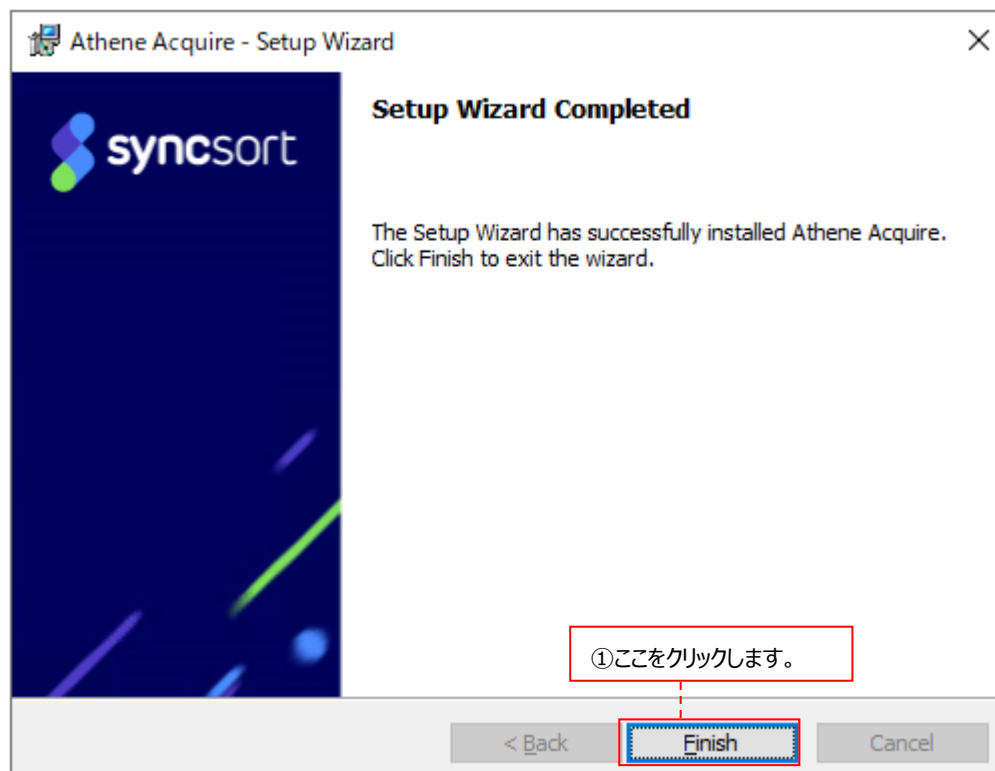 Athene Acquire - Setup Wizard
syncsort
Setup Wizard Completed
The Setup Wizard has successfully installed Athene Acquire.
Click Finish to exit the wizard.
①ここをクリックします。
< Back
Finish
Cancel